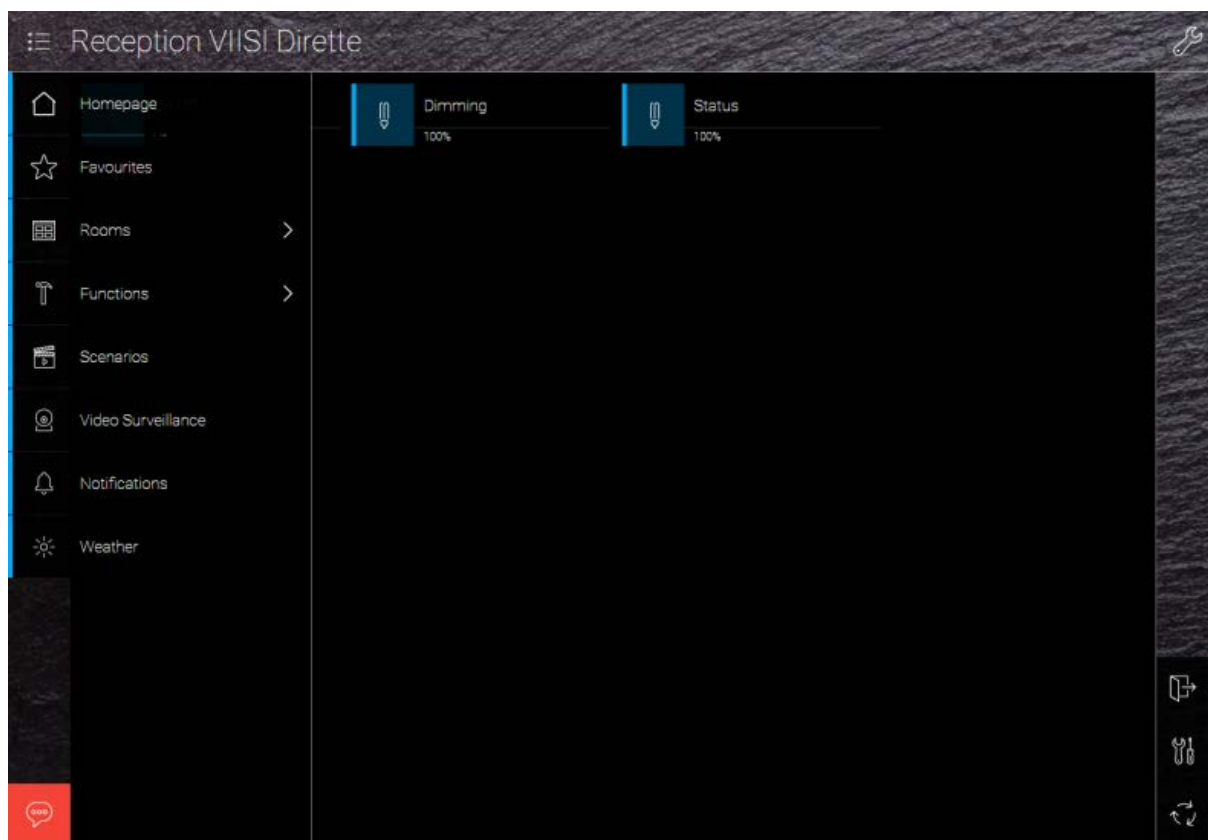 Reception VIISI Dirette
Homepage
Dimming
100%
Status
100%
Favourites
Rooms
Functions
Scenarios
Video Surveillance
Notifications
Weather